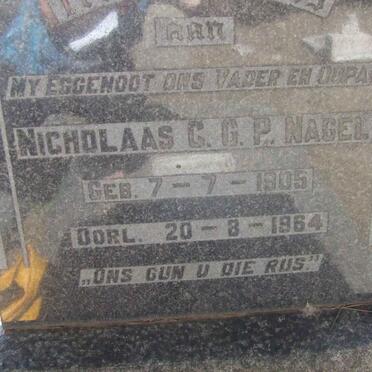 aan
MY EGGENOOT ONS VADER EN OUPA
NICHOLAAS C. G. P. NAGEL
GEB. 7 – 7 – 1905
OORL. 20 – 8 – 1964
„ONS GUN U DIE RUS"